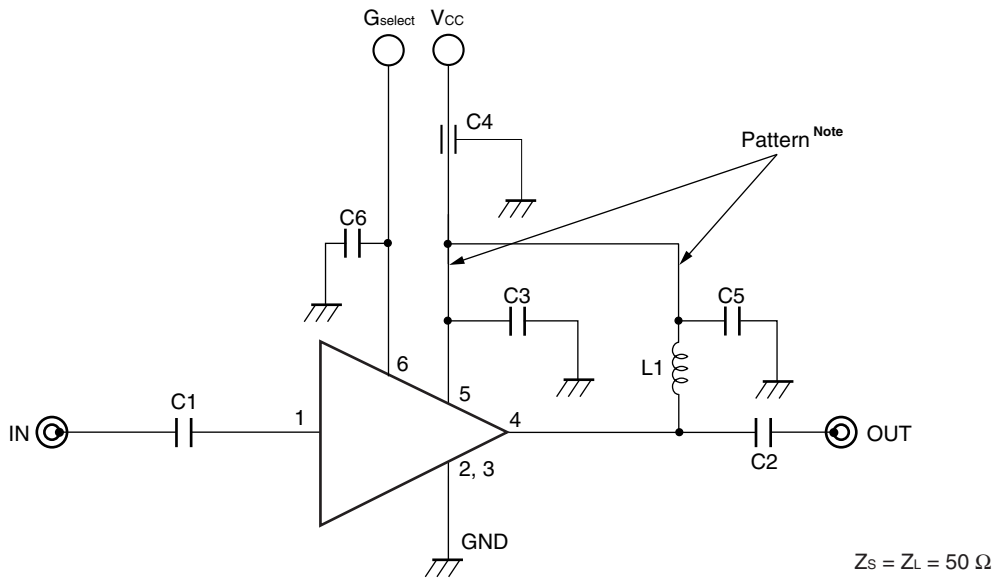 Gselect
VCC
C4
Pattern Note
C6
C3
C5
6
L1
5
C1
1
4
IN
OUT
C2
2, 3
GND
ZS = ZL = 50 Ω